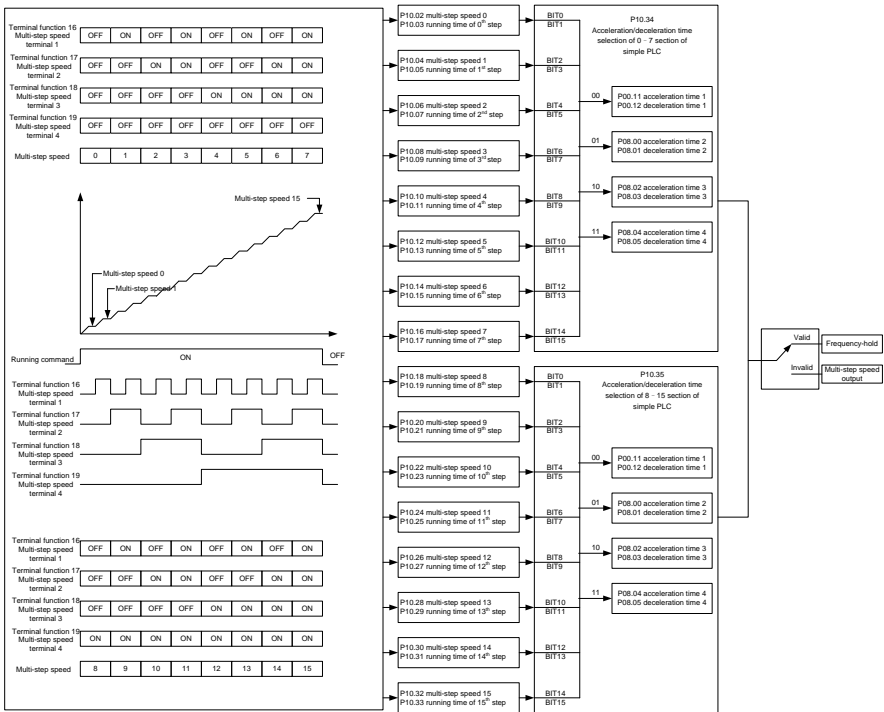 Terminal function 16
Multi-step speed
terminal 1
OFF ON OFF ON OFF ON OFF ON
Terminal function 17
Multi-step speed
terminal 2
OFF OFF ON ON OFF OFF ON ON
Terminal function 18
Multi-step speed
terminal 3
OFF OFF OFF OFF ON ON ON ON
Terminal function 19
Multi-step speed
terminal 4
OFF OFF OFF OFF OFF OFF OFF OFF
Multi-step speed
0 1 2 3 4 5 6 7
Multi-step speed 15
Multi-step speed 0
Multi-step speed 1
Running command
ON
OFF
Terminal function 16
Multi-step speed
terminal 1
Terminal function 17
Multi-step speed
terminal 2
Terminal function 18
Multi-step speed
terminal 3
Terminal function 19
Multi-step speed
terminal 4
Terminal function 16
Multi-step speed
terminal 1
OFF ON OFF ON OFF ON OFF ON
Terminal function 17
Multi-step speed
terminal 2
OFF OFF ON ON OFF OFF ON ON
Terminal function 18
Multi-step speed
terminal 3
OFF OFF OFF OFF ON ON ON ON
Terminal function 19
Multi-step speed
terminal 4
ON ON ON ON ON ON ON ON
Multi-step speed
8 9 10 11 12 13 14 15
P10.02 multi-step speed 0
P10.03 running time of 0th step
P10.04 multi-step speed 1
P10.05 running time of 1st step
P10.06 multi-step speed 2
P10.07 running time of 2nd step
P10.08 multi-step speed 3
P10.09 running time of 3rd step
P10.10 multi-step speed 4
P10.11 running time of 4th step
P10.12 multi-step speed 5
P10.13 running time of 5th step
P10.14 multi-step speed 6
P10.15 running time of 6th step
P10.16 multi-step speed 7
P10.17 running time of 7th step
P10.18 multi-step speed 8
P10.19 running time of 8th step
P10.20 multi-step speed 9
P10.21 running time of 9th step
P10.22 multi-step speed 10
P10.23 running time of 10th step
P10.24 multi-step speed 11
P10.25 running time of 11th step
P10.26 multi-step speed 12
P10.27 running time of 12th step
P10.28 multi-step speed 13
P10.29 running time of 13th step
P10.30 multi-step speed 14
P10.31 running time of 14th step
P10.32 multi-step speed 15
P10.33 running time of 15th step
BIT0
BIT1
BIT2
BIT3
BIT4
BIT5
BIT6
BIT7
BIT8
BIT9
BIT10
BIT11
BIT12
BIT13
BIT14
BIT15
P10.34
Acceleration/deceleration time
selection of 0 - 7 section of
simple PLC
00
P00.11 acceleration time 1
P00.12 deceleration time 1
01
P08.00 acceleration time 2
P08.01 deceleration time 2
10
P08.02 acceleration time 3
P08.03 deceleration time 3
11
P08.04 acceleration time 4
P08.05 deceleration time 4
BIT0
BIT1
BIT2
BIT3
BIT4
BIT5
BIT6
BIT7
BIT8
BIT9
BIT10
BIT11
BIT12
BIT13
BIT14
BIT15
P10.35
Acceleration/deceleration time
selection of 8 - 15 section of
simple PLC
00
P00.11 acceleration time 1
P00.12 deceleration time 1
01
P08.00 acceleration time 2
P08.01 deceleration time 2
10
P08.02 acceleration time 3
P08.03 deceleration time 3
11
P08.04 acceleration time 4
P08.05 deceleration time 4
Valid
Frequency-hold
Invalid
Multi-step speed
output